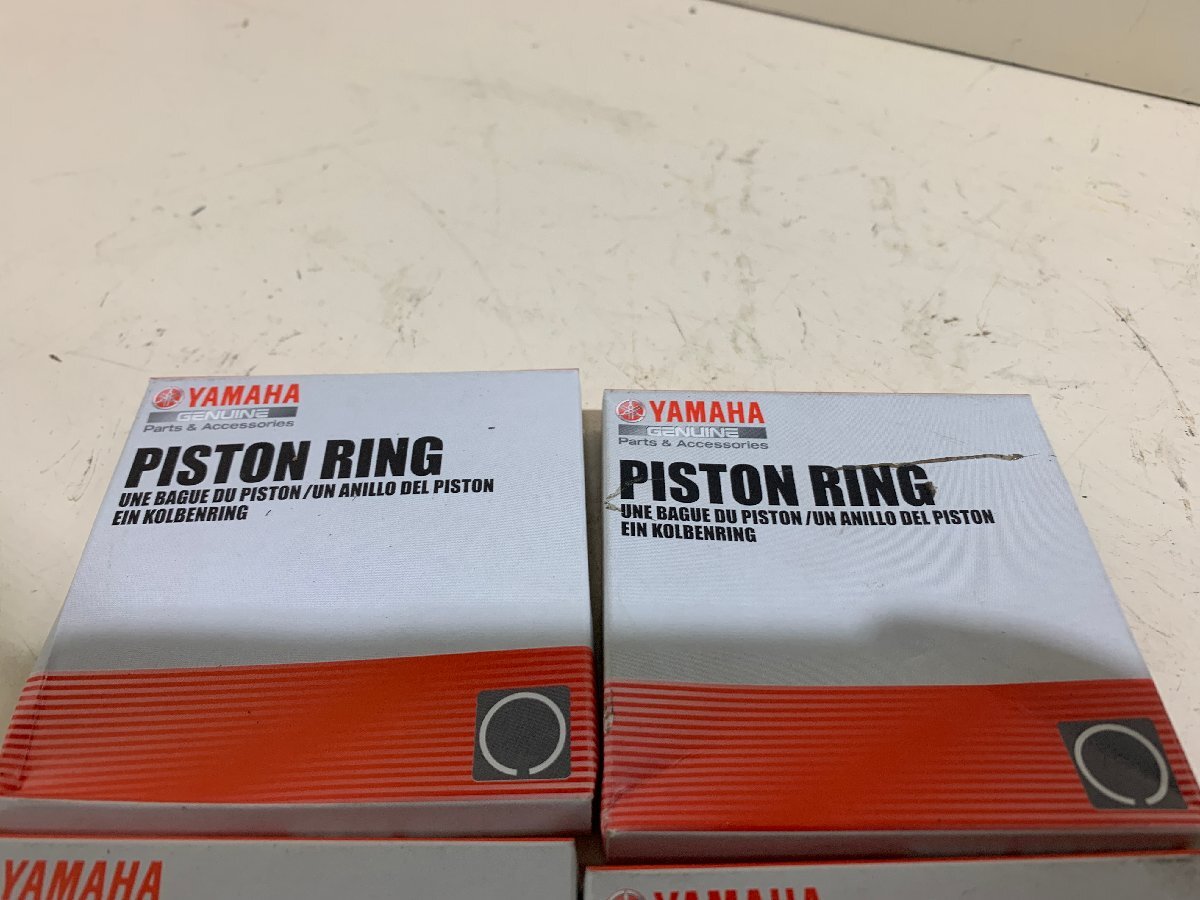 YAMAHA
GENUINE
Parts & Accessories
PISTON RING
UNE BAGUE DU PISTON/UN ANILLO DEL PISTON
EIN KOLBENRING
YAMAHA
GENUINE
Parts & Accessories
PISTON RING
UNE BAGUE DU PISTON/UN ANILLO DEL PISTON
EIN KOLBENRING
YAMAHA
YAMAHA